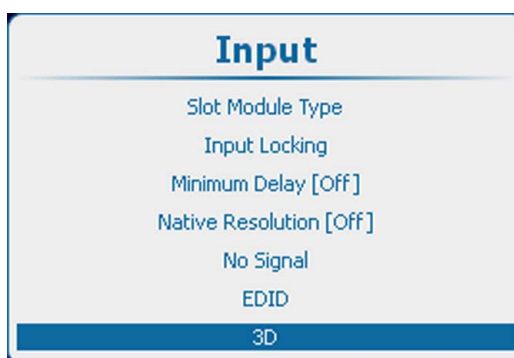 Input
Slot Module Type
Input Locking
Minimum Delay [Off]
Native Resolution [Off]
No Signal
EDID
3D